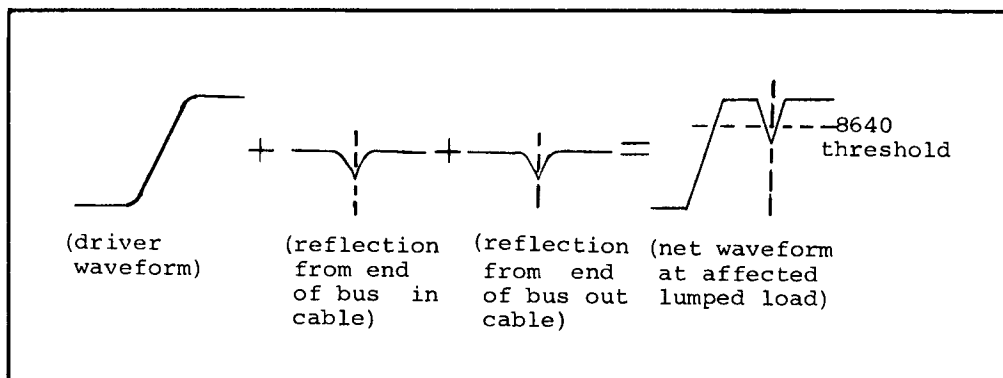 + + =
8640
threshold
(driver
waveform)
(reflection
from end
of bus in
cable)
(reflection
from end
of bus out
cable)
(net waveform
at affected
lumped load)